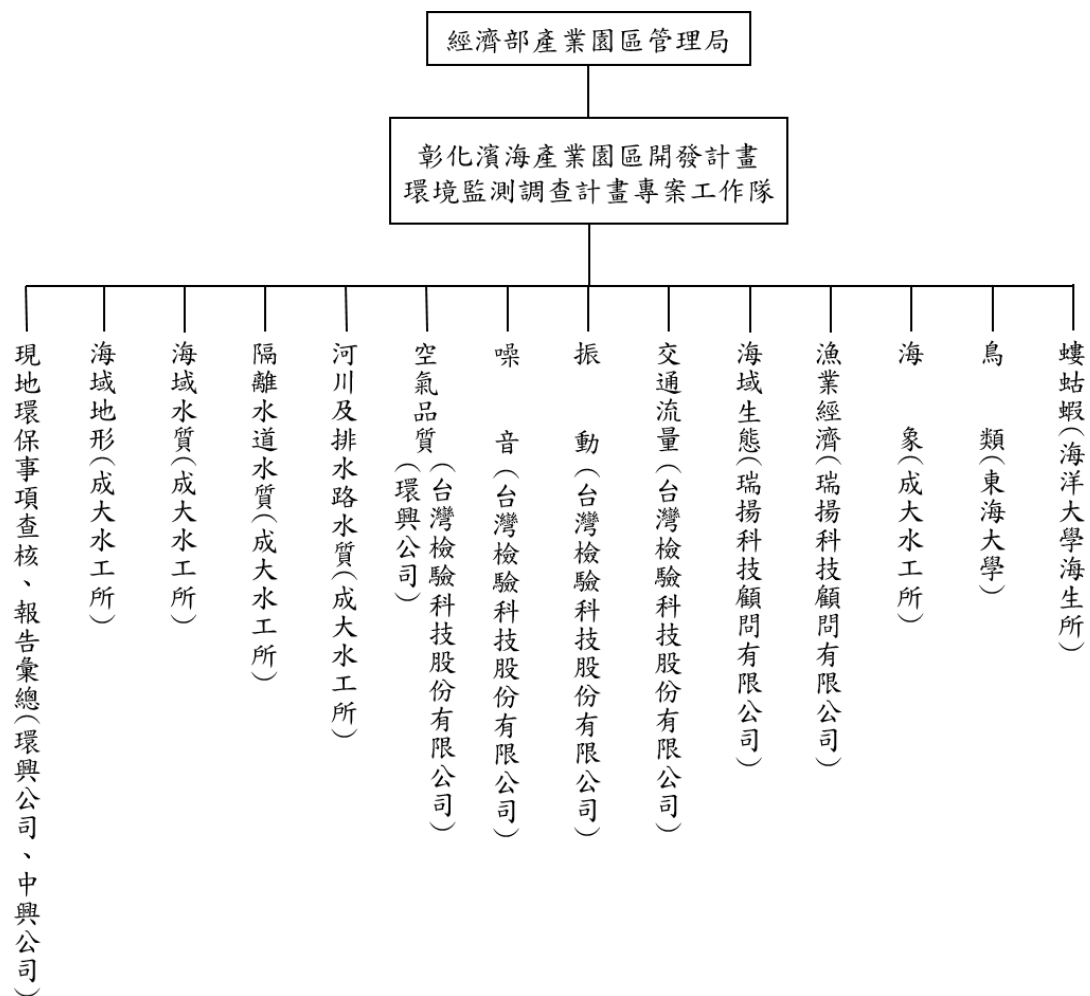 經濟部產業園區管理局
彰化濱海產業園區開發計畫
環境監測調查計畫專案工作隊
現地環保事項查核、報告彙總(環興公司、中興公司)
海域地形(成大水工所)
海域水質(成大水工所)
隔離水道水質(成大水工所)
河川及排水路水質(成大水工所)
空氣品質(台灣檢驗科技股份有限公司)
(環興公司)
噪音(台灣檢驗科技股份有限公司)
振動(台灣檢驗科技股份有限公司)
交通流量(台灣檢驗科技股份有限公司)
海域生態(瑞揚科技顧問有限公司)
漁業經濟(瑞揚科技顧問有限公司)
海象(成大水工所)
鳥類(東海大學)
螻蛄蝦(海洋大學海生所)